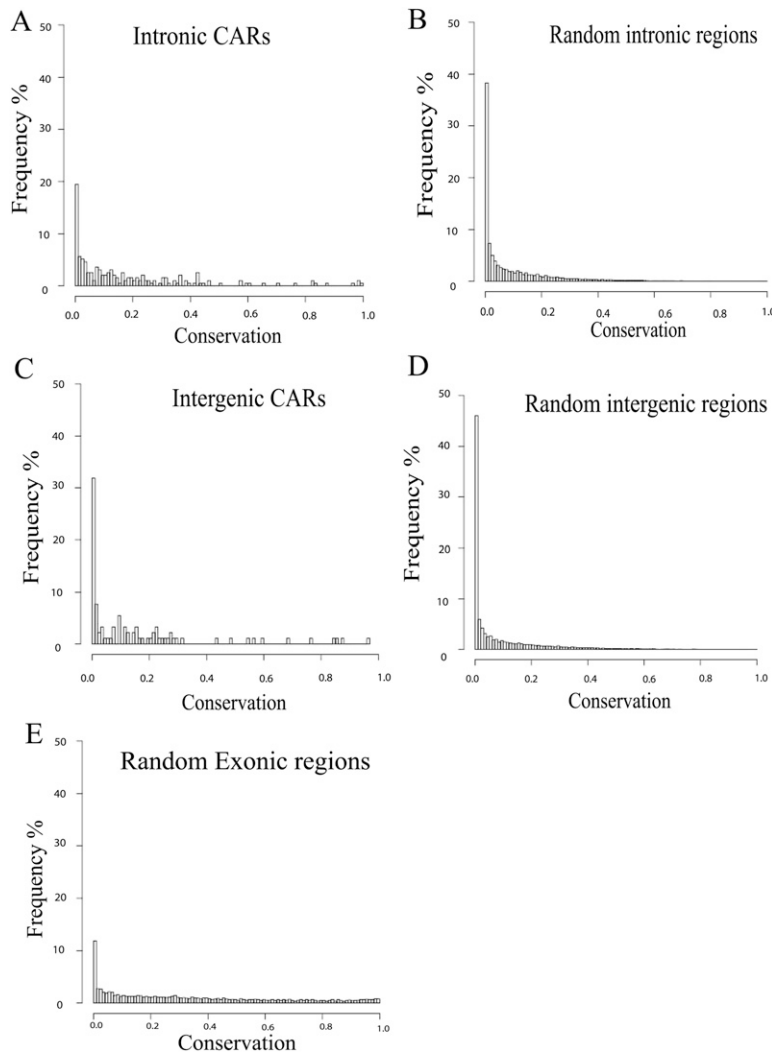 A
Intronic CARs
Frequency %
50
40
30
20
10
0
0.0 0.2 0.4 0.6 0.8 1.0
Conservation
B
Random intronic regions
Frequency %
50
40
30
20
10
0
0.0 0.2 0.4 0.6 0.8 1.0
Conservation
C
Intergenic CARs
Frequency %
50
40
30
20
10
0
0.0 0.2 0.4 0.6 0.8 1.0
Conservation
D
Random intergenic regions
Frequency %
50
40
30
20
10
0
0.0 0.2 0.4 0.6 0.8 1.0
Conservation
E
Random Exonic regions
Frequency %
50
40
30
20
10
0
0.0 0.2 0.4 0.6 0.8 1.0
Conservation